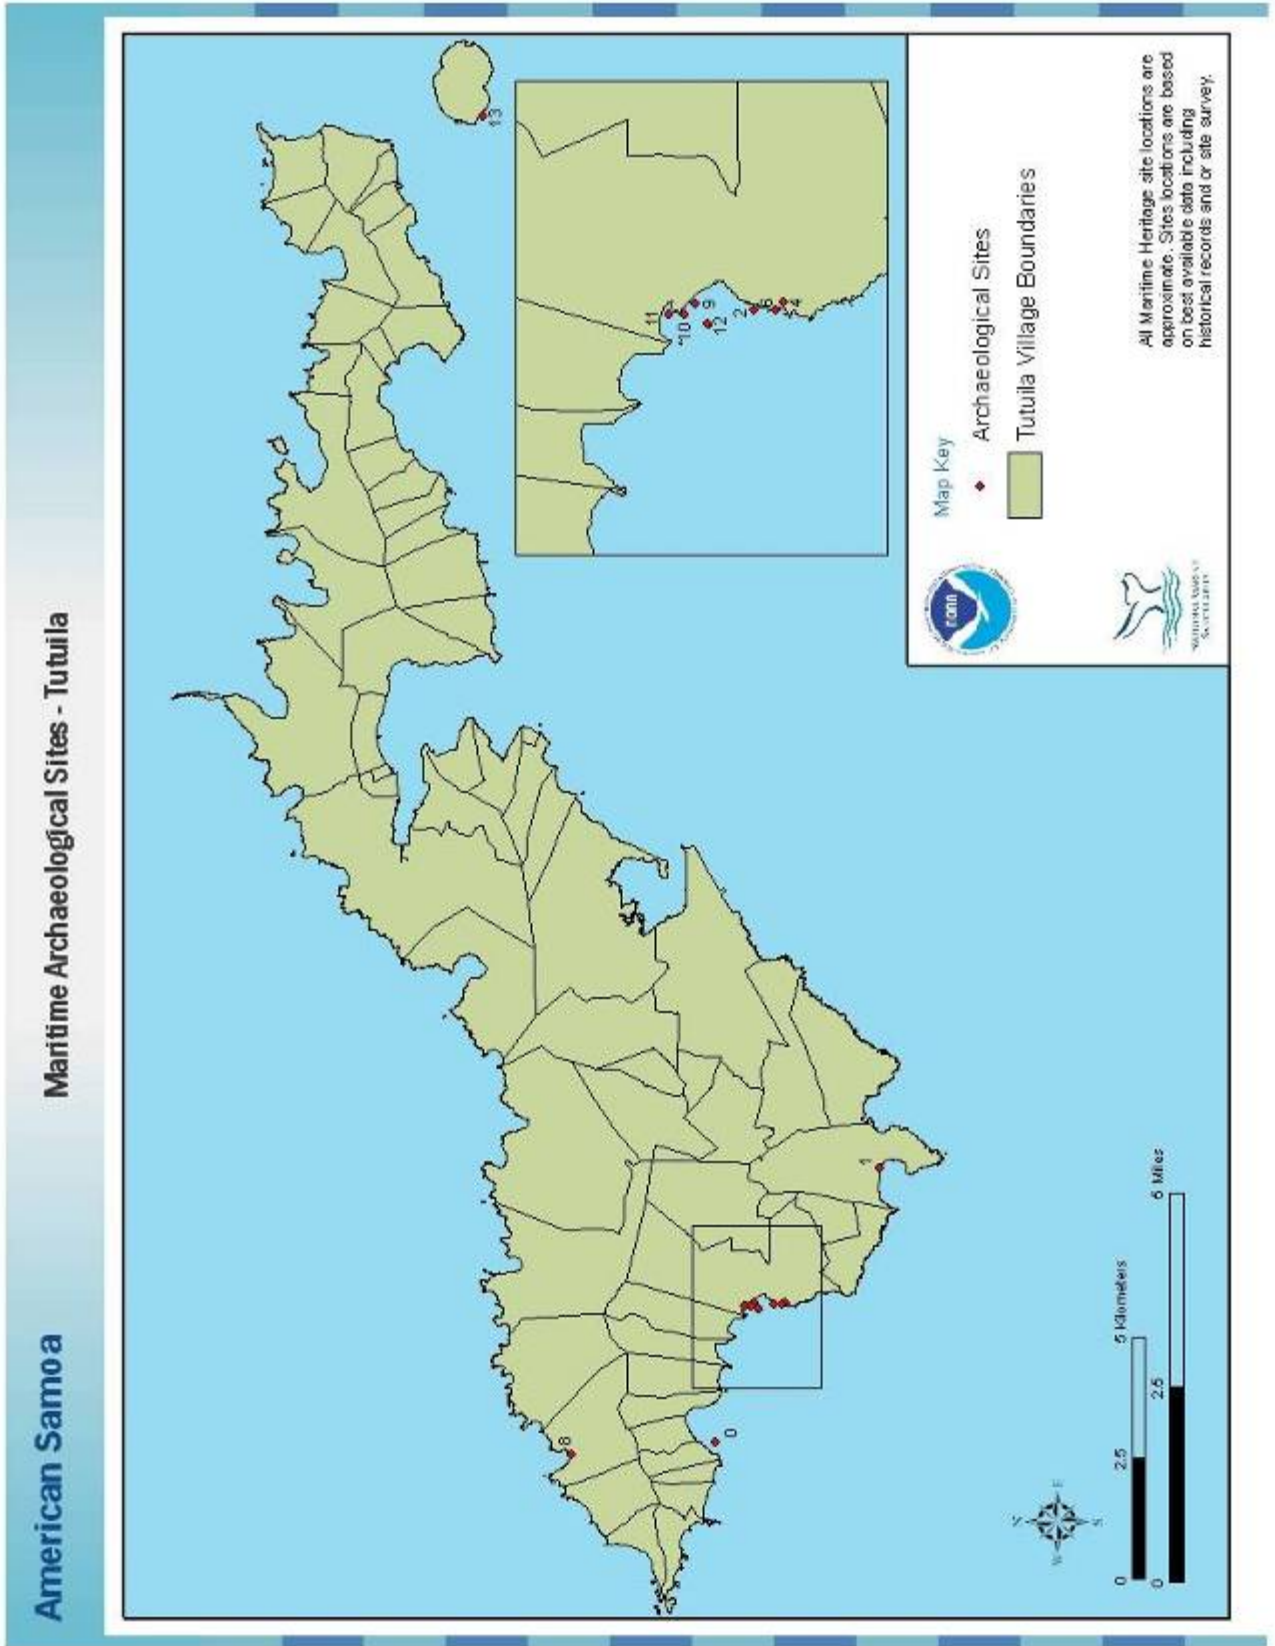 American Samoa
Maritime Archaeological Sites - Tutuila
13
11
10
9
12
2
4
8
0
1
Map Key
Archaeological Sites
Tutuila Village Boundaries
All Maritime Heritage site locations are
approximate. Sites locations are based
on best available data including
historical records and or site survey.
NOAA
N
W
E
S
0
2.5
5 Kilometers
0
2.5
6 Miles